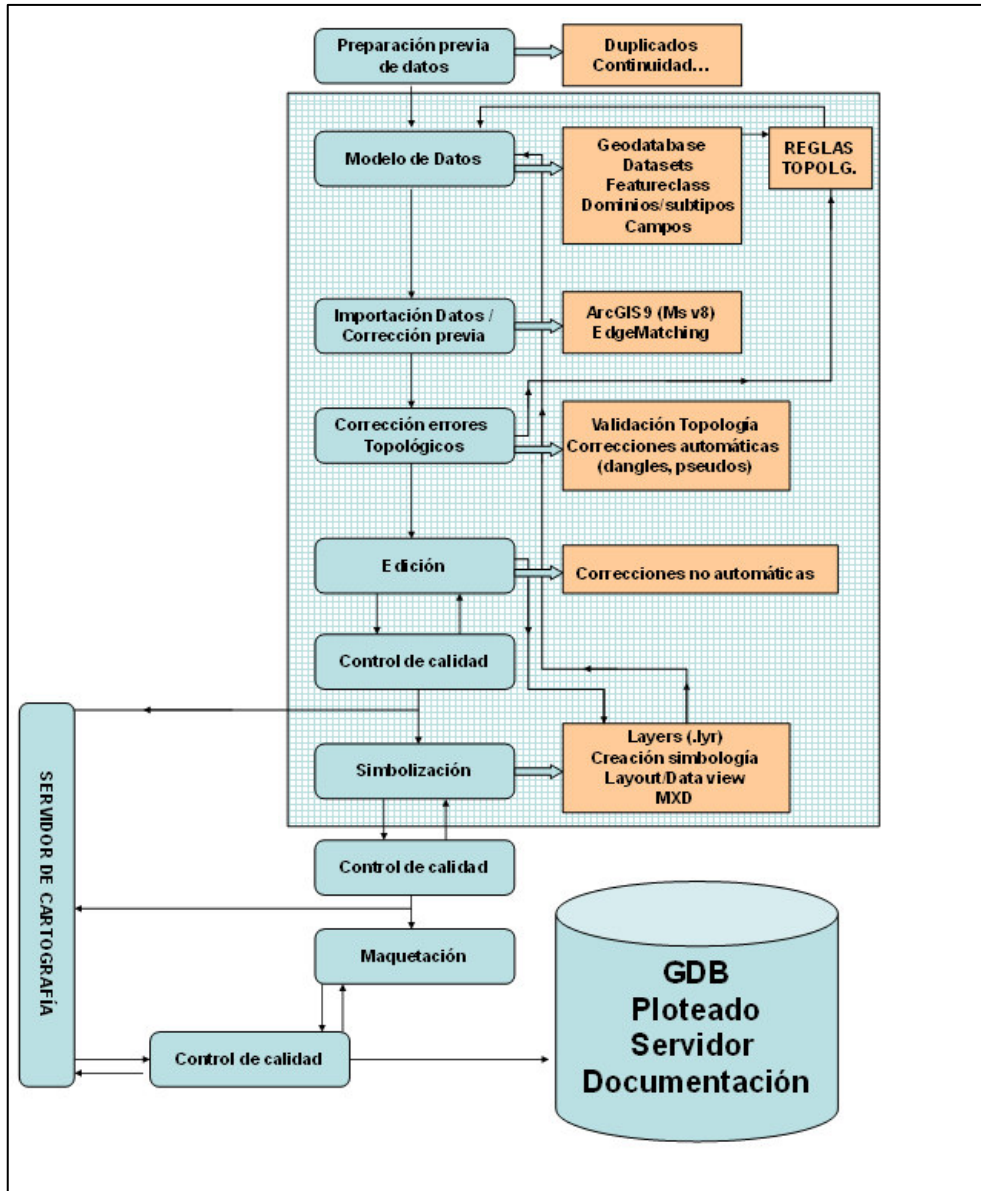 Preparación previa
de datos
Duplicados
Continuidad...
Modelo de Datos
Geodatabase
Datasets
Featureclass
Dominios/subtipos
Campos
REGLAS
TOPOLG.
Importación Datos /
Corrección previa
ArcGIS9 (Ms v8)
EdgeMatching
Corrección errores
Topológicos
Validación Topología
Correcciones automáticas
(dangles, pseudos)
Edición
Correcciones no automáticas
Control de calidad
Simbolización
Layers (.lyr)
Creación simbología
Layout/Data view
MXD
SERVIDOR DE CARTOGRAFÍA
Control de calidad
Maquetación
Control de calidad
GDB
Ploteado
Servidor
Documentación